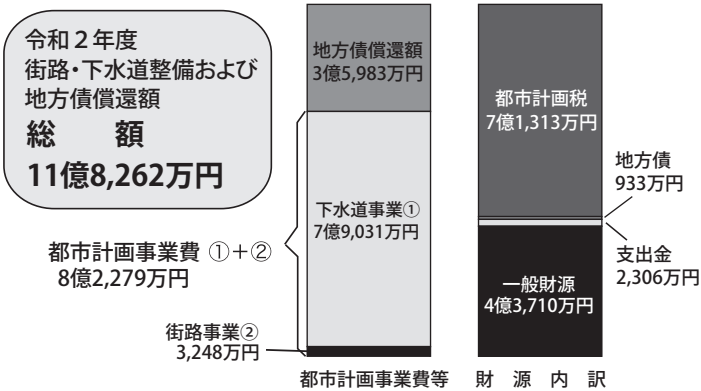 令和２年度
街路・下水道整備および
地方債償還額
総　　額
11億8,262万円
地方債償還額
3億5,983万円
下水道事業①
7億9,031万円
都市計画事業費 ①＋②
8億2,279万円
街路事業②
3,248万円
都市計画事業費等
都市計画税
7億1,313万円
地方債
933万円
支出金
2,306万円
一般財源
4億3,710万円
財　源　内　訳